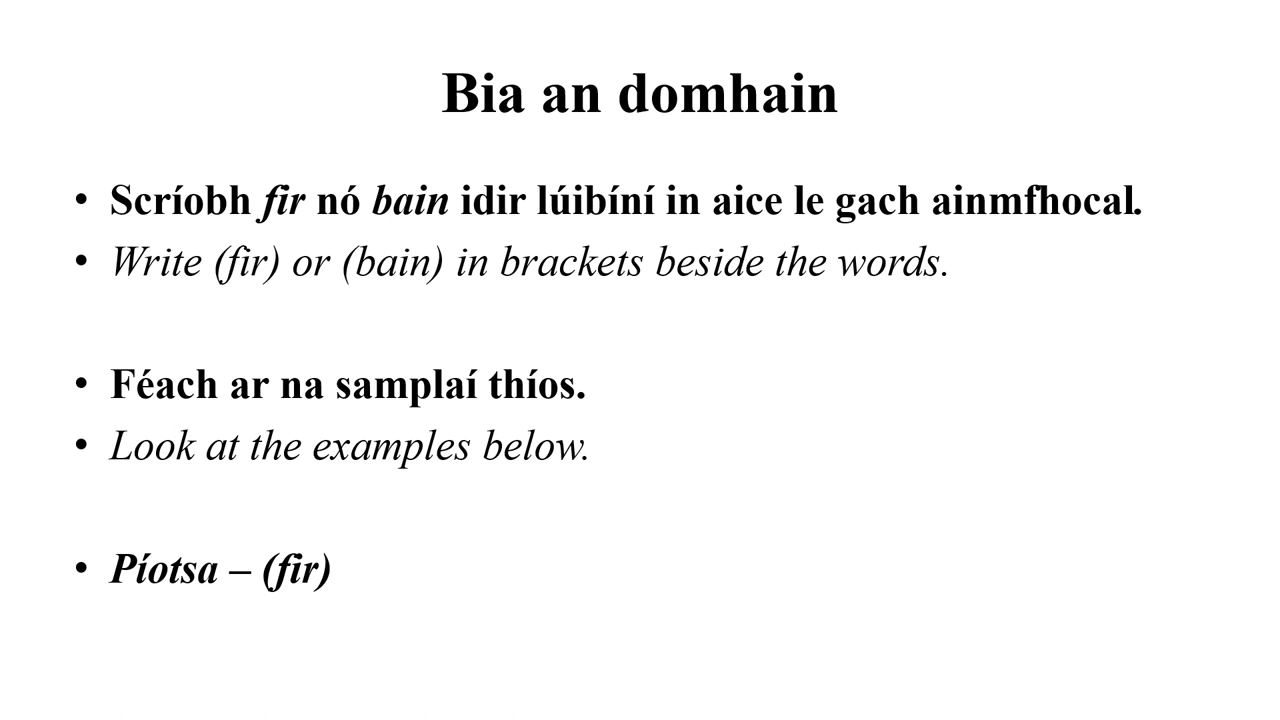 Bia an domhain
• Scríobh fir nó bain idir lúibíní in aice le gach ainmfhocal.
• Write (fir) or (bain) in brackets beside the words.
• Féach ar na samplaí thíos.
• Look at the examples below.
• Píotsa – (fir)